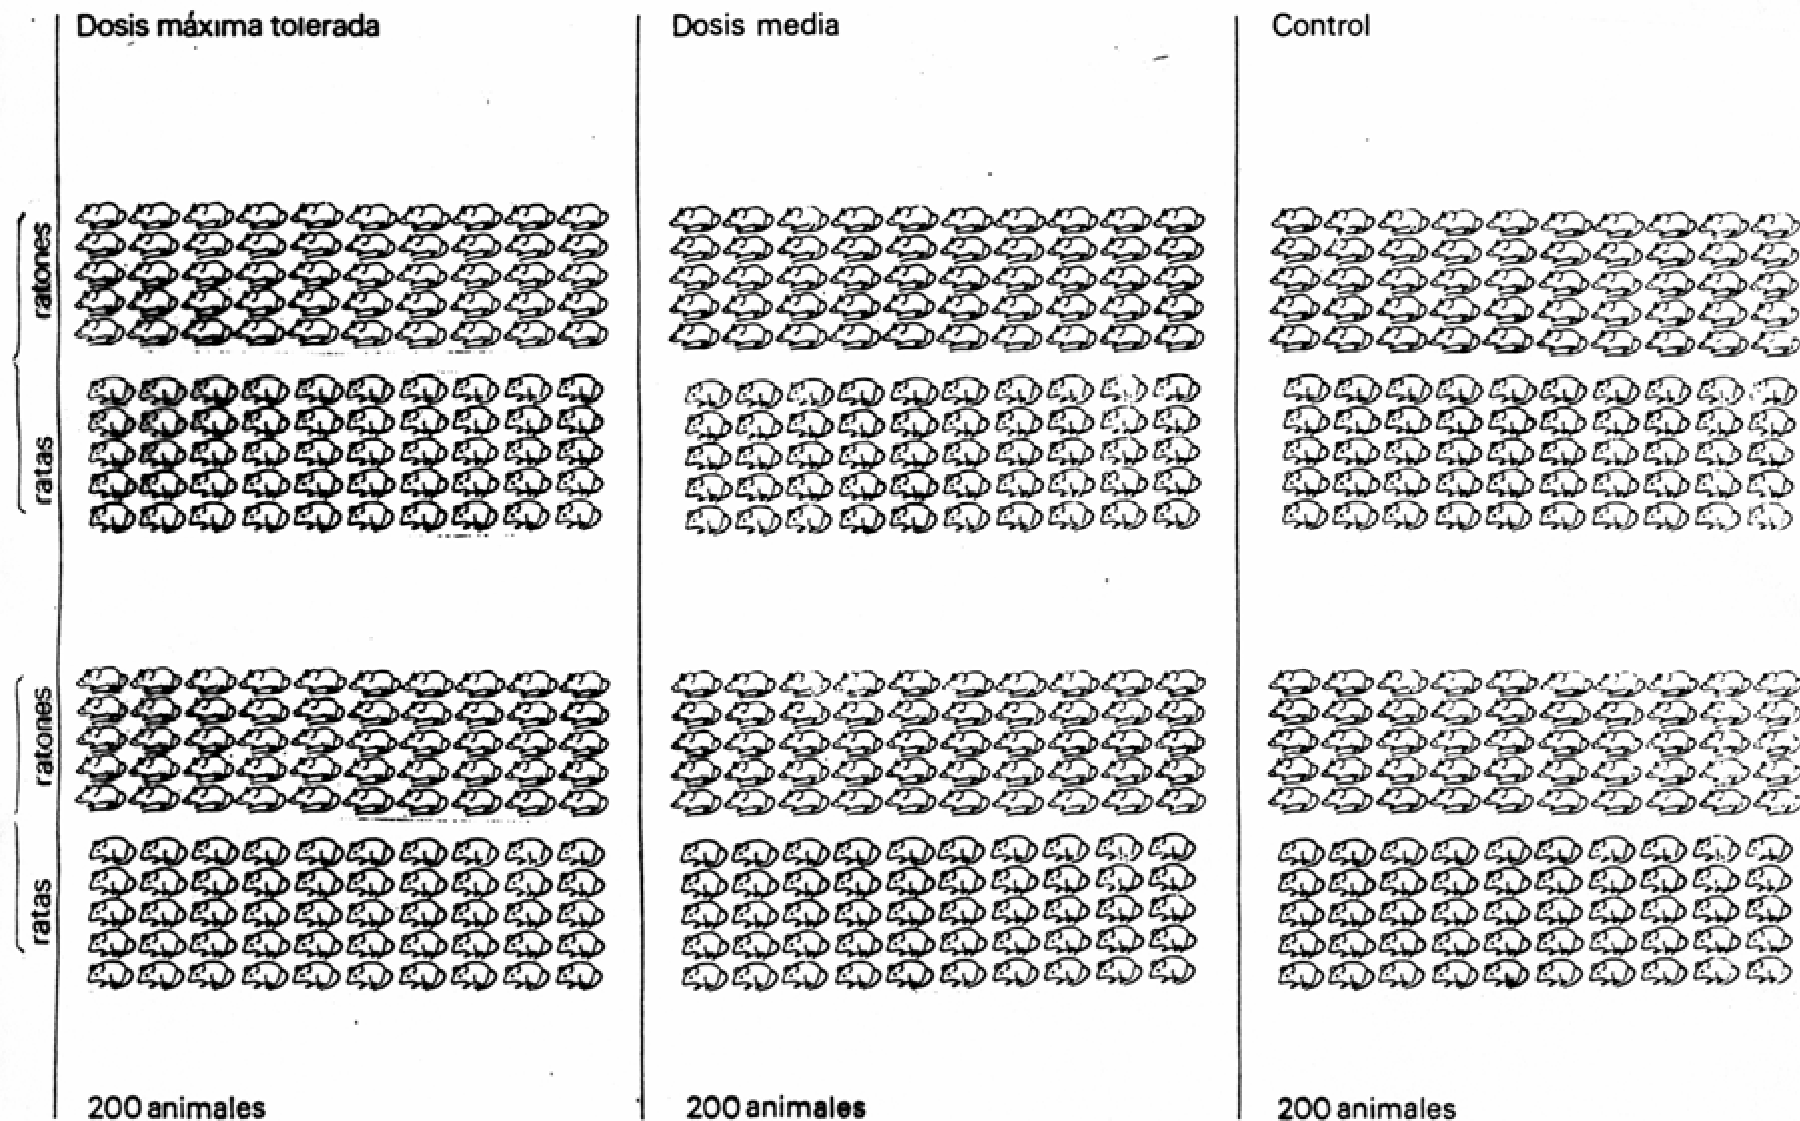 Dosis máxima tolerada
Dosis media
Control
ratones
ratas
ratones
ratas
200 animales
200 animales
200 animales